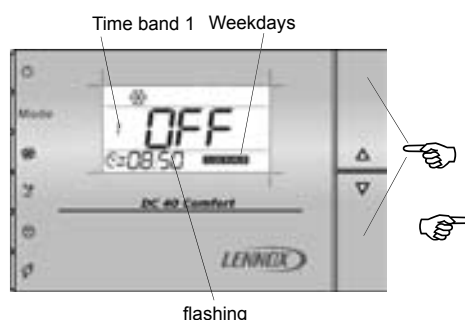 Time band 1 Weekdays
Mode
OFF
08:50
DC 40 Comfort
LENNOX
flashing